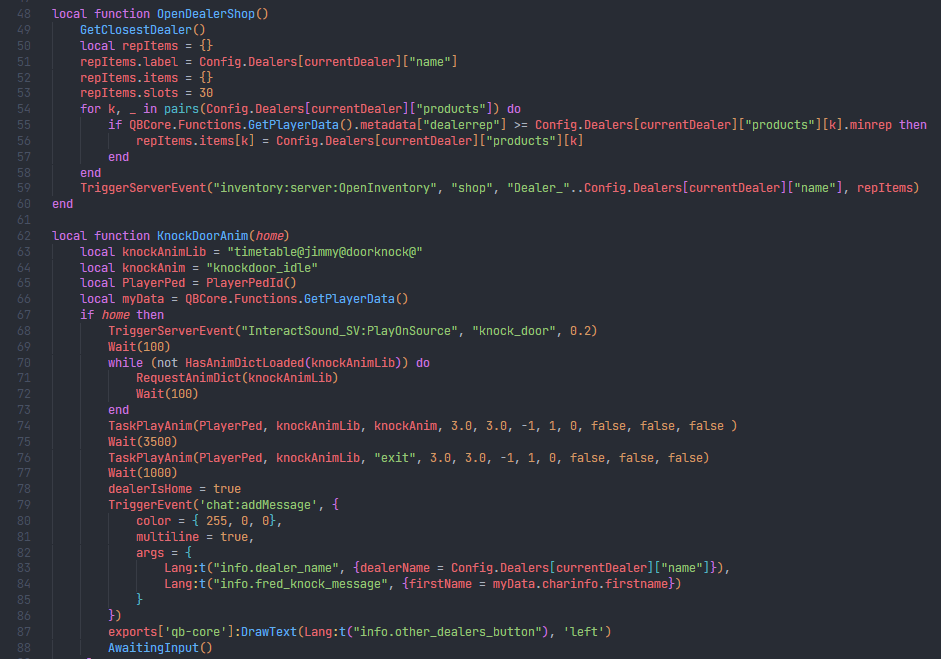 48 local function OpenDealerShop()
49     GetClosestDealer()
50     local repItems = {}
51     repItems.label = Config.Dealers[currentDealer]["name"]
52     repItems.items = {}
53     repItems.slots = 30
54     for k, _ in pairs(Config.Dealers[currentDealer]["products"]) do
55         if QBCore.Functions.GetPlayerData().metadata["dealerrep"] >= Config.Dealers[currentDealer]["products"][k].minrep then
56             repItems.items[k] = Config.Dealers[currentDealer]["products"][k]
57         end
58     end
59     TriggerServerEvent("inventory:server:OpenInventory", "shop", "Dealer_"..Config.Dealers[currentDealer]["name"], repItems)
60 end
61
62 local function KnockDoorAnim(home)
63     local knockAnimLib = "timetable@jimmy@doorknock@"
64     local knockAnim = "knockdoor_idle"
65     local PlayerPed = PlayerPedId()
66     local myData = QBCore.Functions.GetPlayerData()
67     if home then
68         TriggerServerEvent("InteractSound_SV:PlayOnSource", "knock_door", 0.2)
69         Wait(100)
70         while (not HasAnimDictLoaded(knockAnimLib)) do
71             RequestAnimDict(knockAnimLib)
72             Wait(100)
73         end
74         TaskPlayAnim(PlayerPed, knockAnimLib, knockAnim, 3.0, 3.0, -1, 1, 0, false, false, false )
75         Wait(3500)
76         TaskPlayAnim(PlayerPed, knockAnimLib, "exit", 3.0, 3.0, -1, 1, 0, false, false, false)
77         Wait(1000)
78         dealerIsHome = true
79         TriggerEvent('chat:addMessage', {
80             color = { 255, 0, 0},
81             multiline = true,
82             args = {
83                 Lang:t("info.dealer_name", {dealerName = Config.Dealers[currentDealer]["name"]}),
84                 Lang:t("info.fred_knock_message", {firstName = myData.charinfo.firstname})
85             }
86         })
87         exports['qb-core']:DrawText(Lang:t("info.other_dealers_button"), 'left')
88         AwaitingInput()